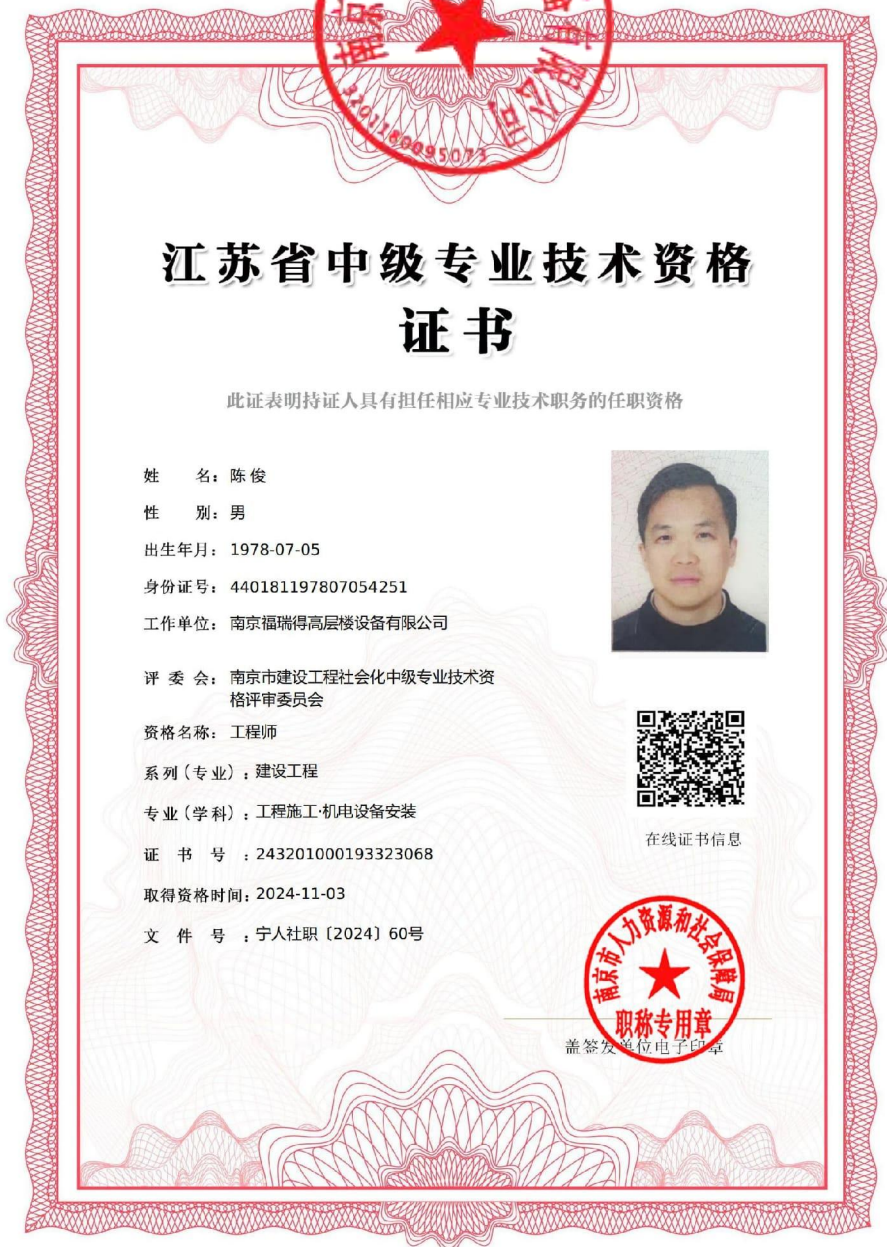 南京
有限公司
3201180095073
江苏省中级专业技术资格
证书
此证表明持证人具有担任相应专业技术职务的任职资格
姓 名：陈俊
性 别：男
出生年月：1978-07-05
身份证号：440181197807054251
工作单位：南京福瑞得高层楼设备有限公司
评 委 会：南京市建设工程社会化中级专业技术资
格评审委员会
资格名称：工程师
系列（专业）：建设工程
专业（学科）：工程施工·机电设备安装
证 书 号：243201000193323068
取得资格时间：2024-11-03
文 件 号：宁人社职〔2024〕60号
在线证书信息
南京市人力资源和社会保障局
职称专用章
盖签发单位电子印章